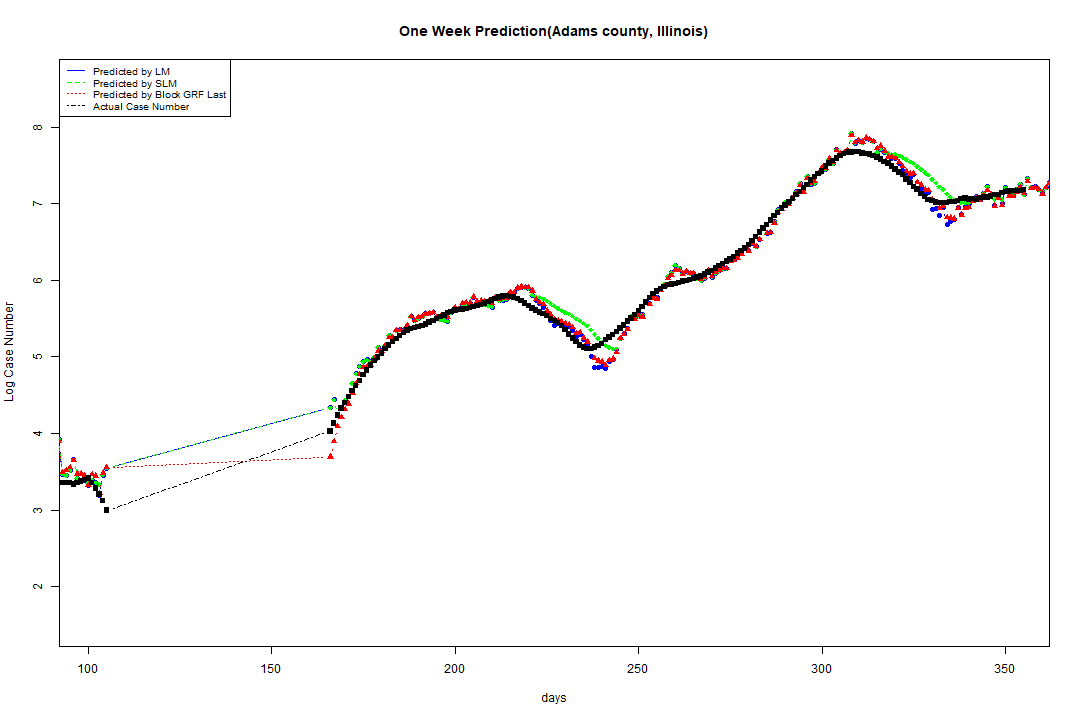 One Week Prediction(Adams county, Illinois)
Predicted by LM
Predicted by SLM
Predicted by Block GRF Last
Actual Case Number
8
7
6
5
4
3
2
Log Case Number
100 150 200 250 300 350
days